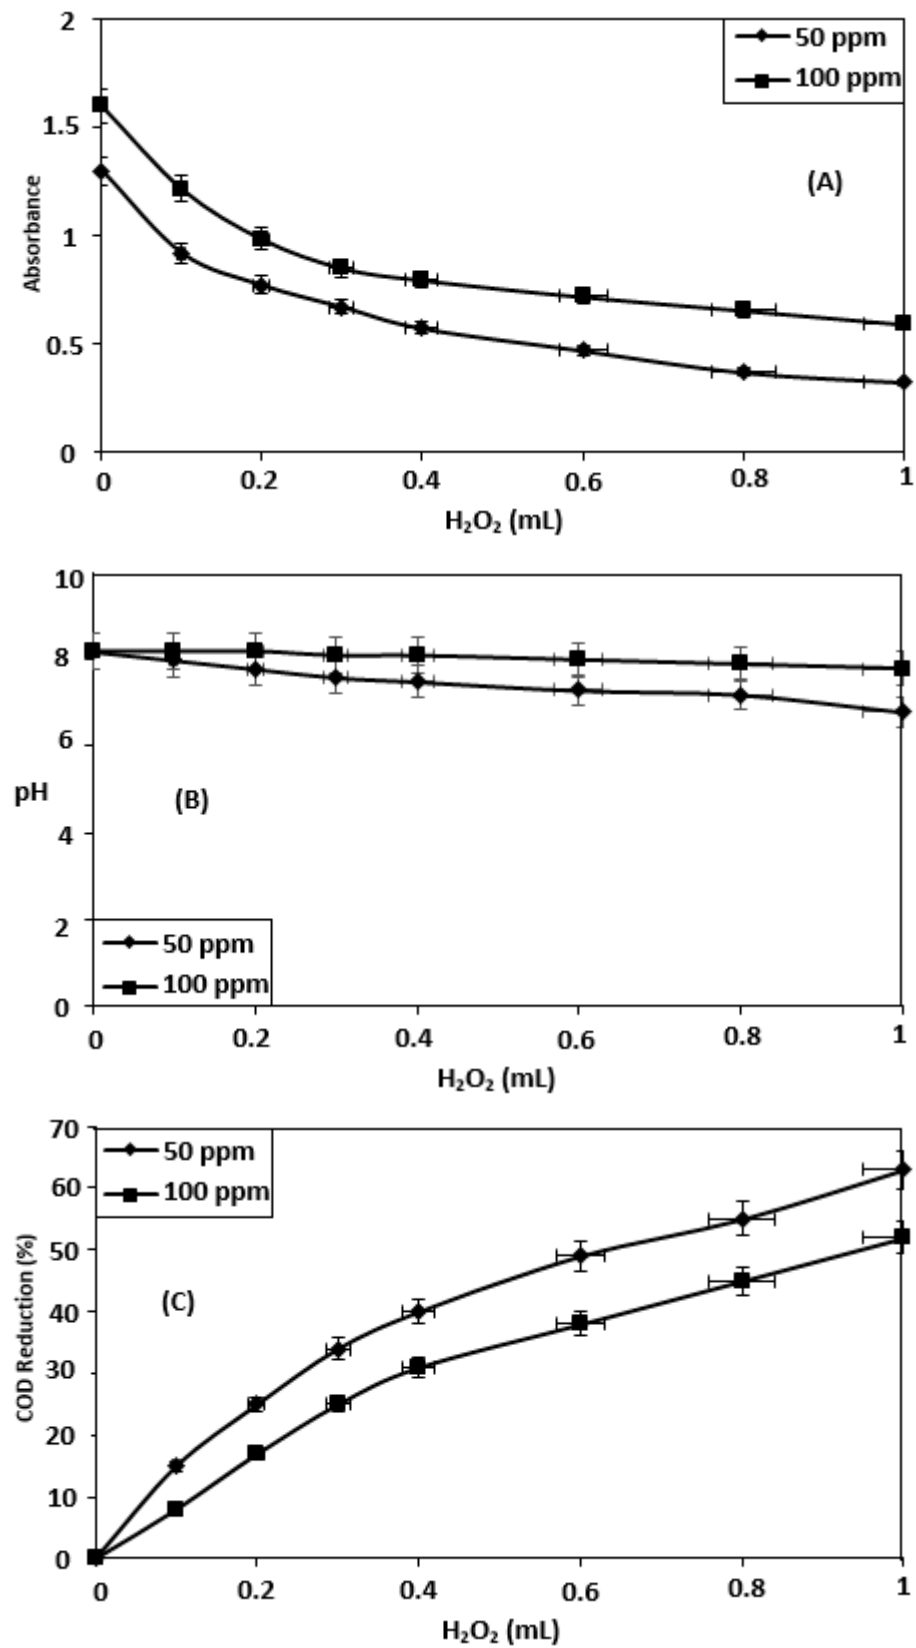 2
50 ppm
100 ppm
1.5
(A)
Absorbance
1
0.5
0
0 0.2 0.4 0.6 0.8 1
H₂O₂ (mL)
10
8
6
pH
(B)
4
2
50 ppm
100 ppm
0
0 0.2 0.4 0.6 0.8 1
H₂O₂ (mL)
70
50 ppm
60
100 ppm
50
COD Reduction (%)
(C)
40
30
20
10
0
0 0.2 0.4 0.6 0.8 1
H₂O₂ (mL)